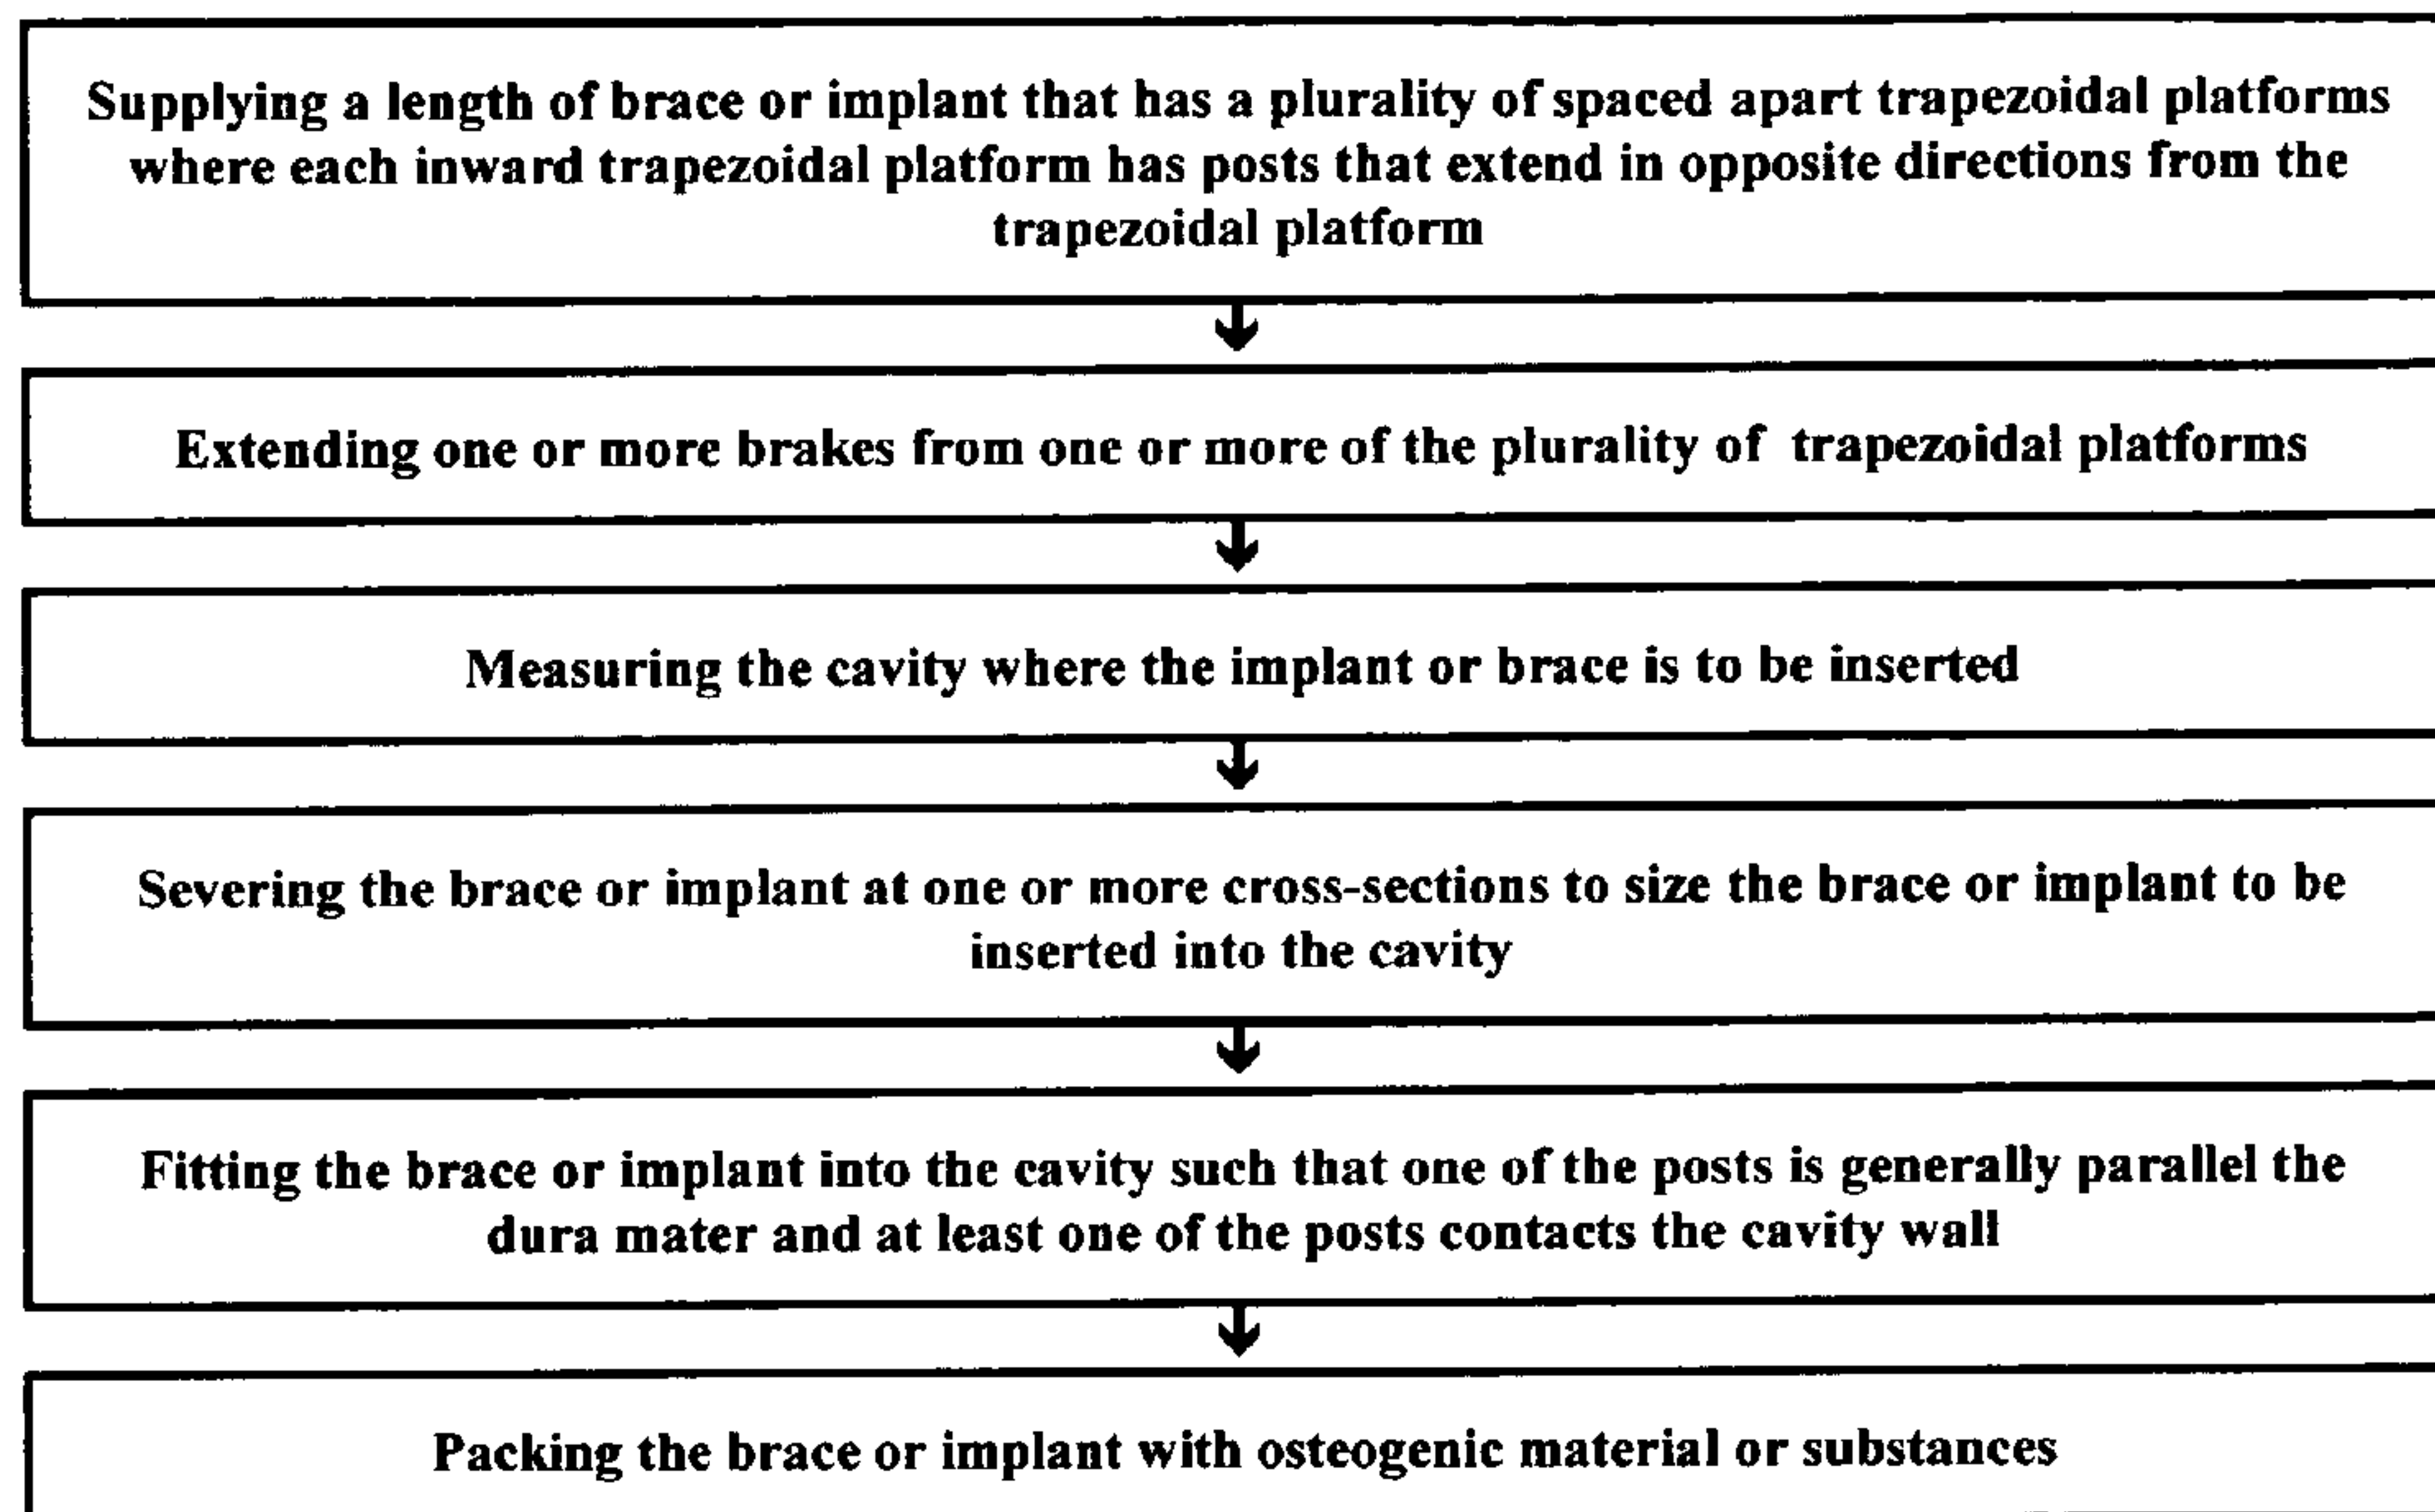 Supplying a length of brace or implant that has a plurality of spaced apart trapezoidal platforms
where each inward trapezoidal platform has posts that extend in opposite directions from the
trapezoidal platform
Extending one or more brakes from one or more of the plurality of trapezoidal platforms
Measuring the cavity where the implant or brace is to be inserted
Severing the brace or implant at one or more cross-sections to size the brace or implant to be
inserted into the cavity
Fitting the brace or implant into the cavity such that one of the posts is generally parallel the
dura mater and at least one of the posts contacts the cavity wall
Packing the brace or implant with osteogenic material or substances